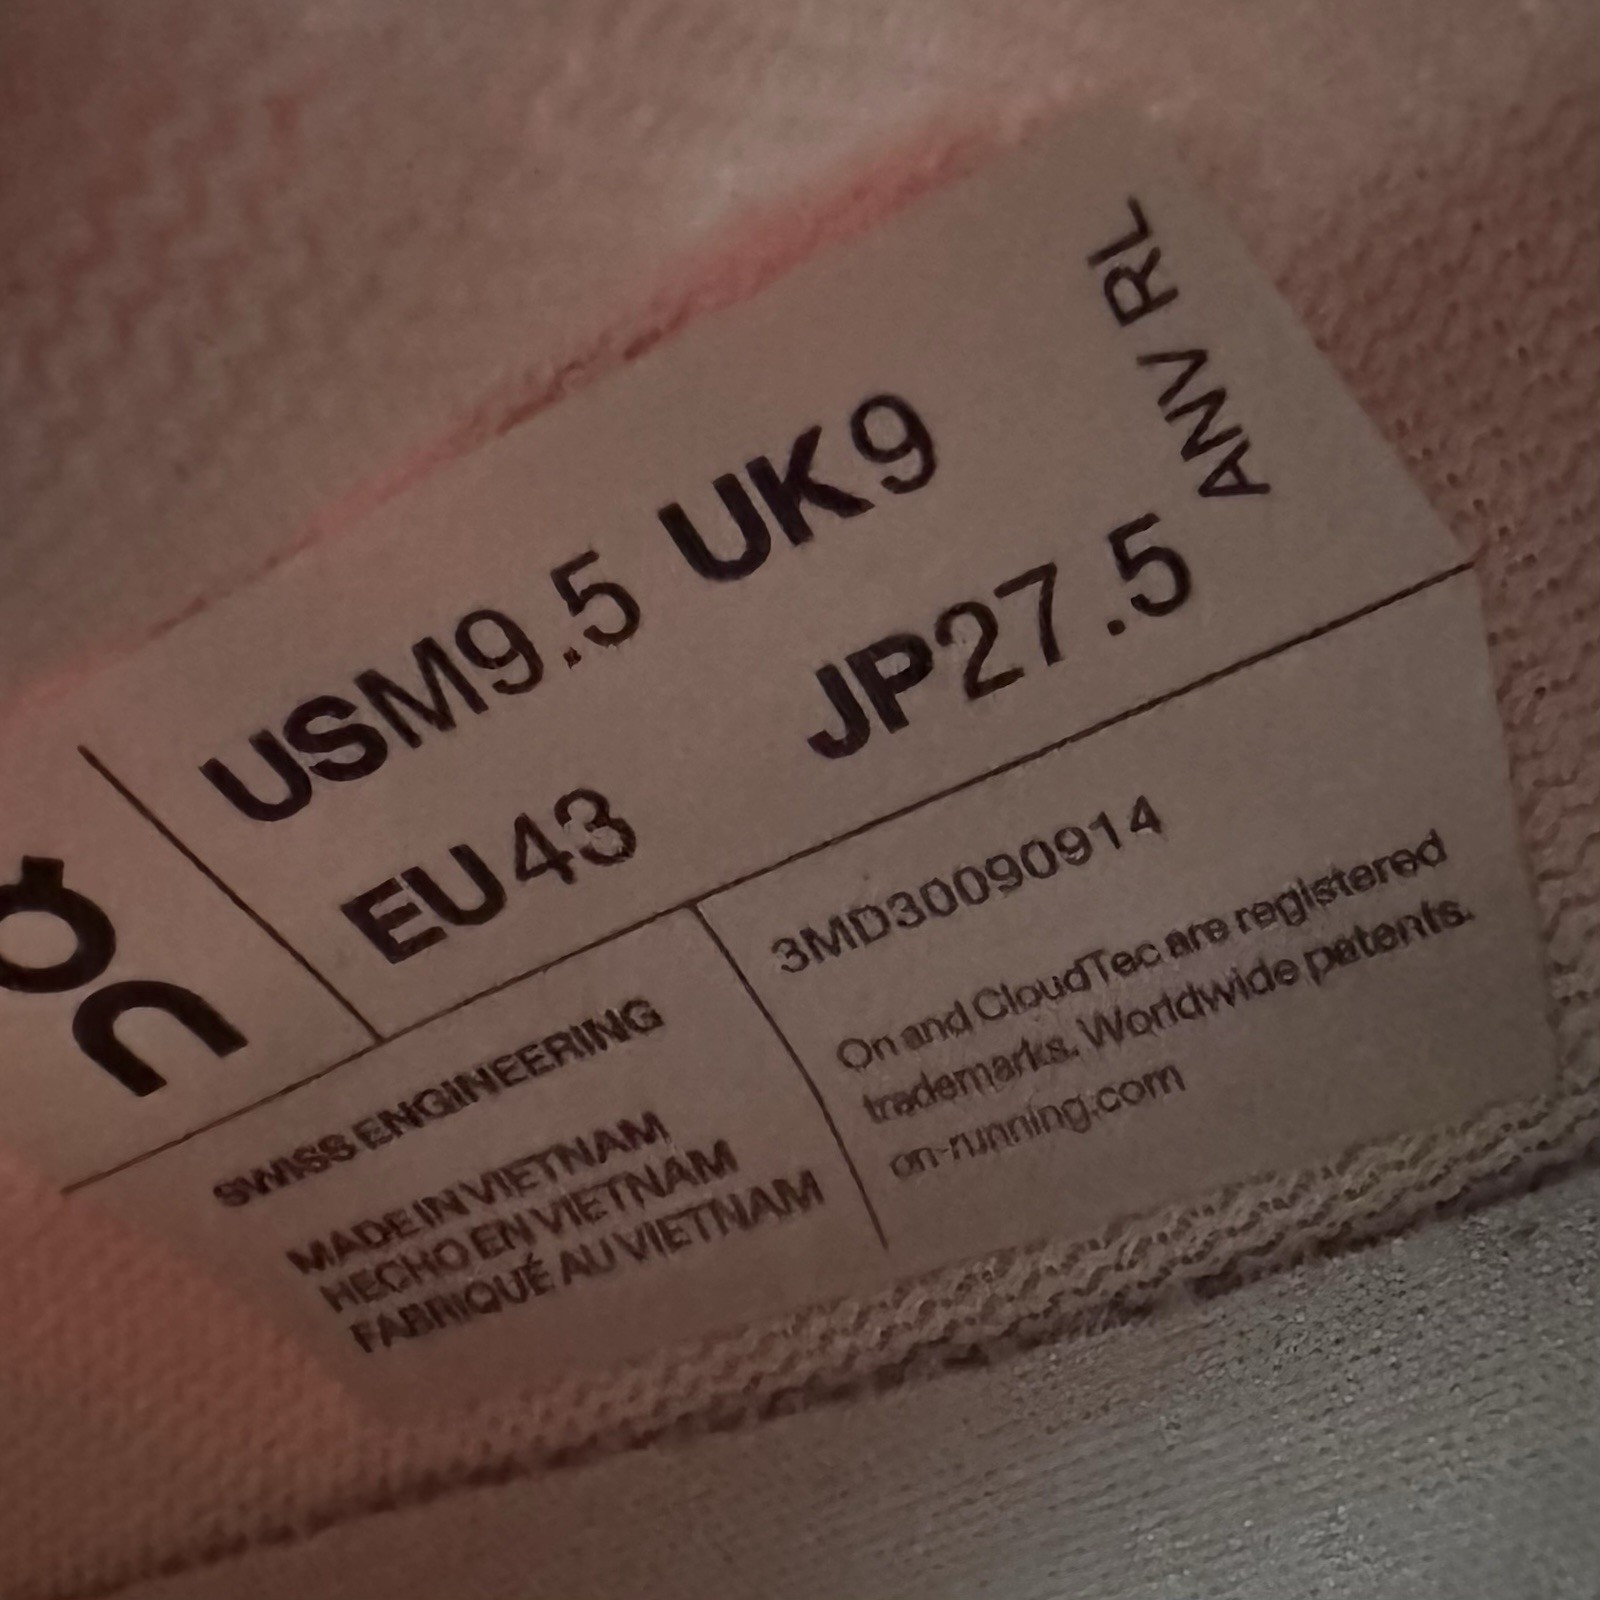 On
USM9.5 UK9
EU43 JP27.5
ANV RL
SWISS ENGINEERING
MADE IN VIETNAM
HECHO EN VIETNAM
FABRIQUÉ AU VIETNAM
3MD30090914
On and CloudTec are registered
trademarks. Worldwide patents.
on-running.com